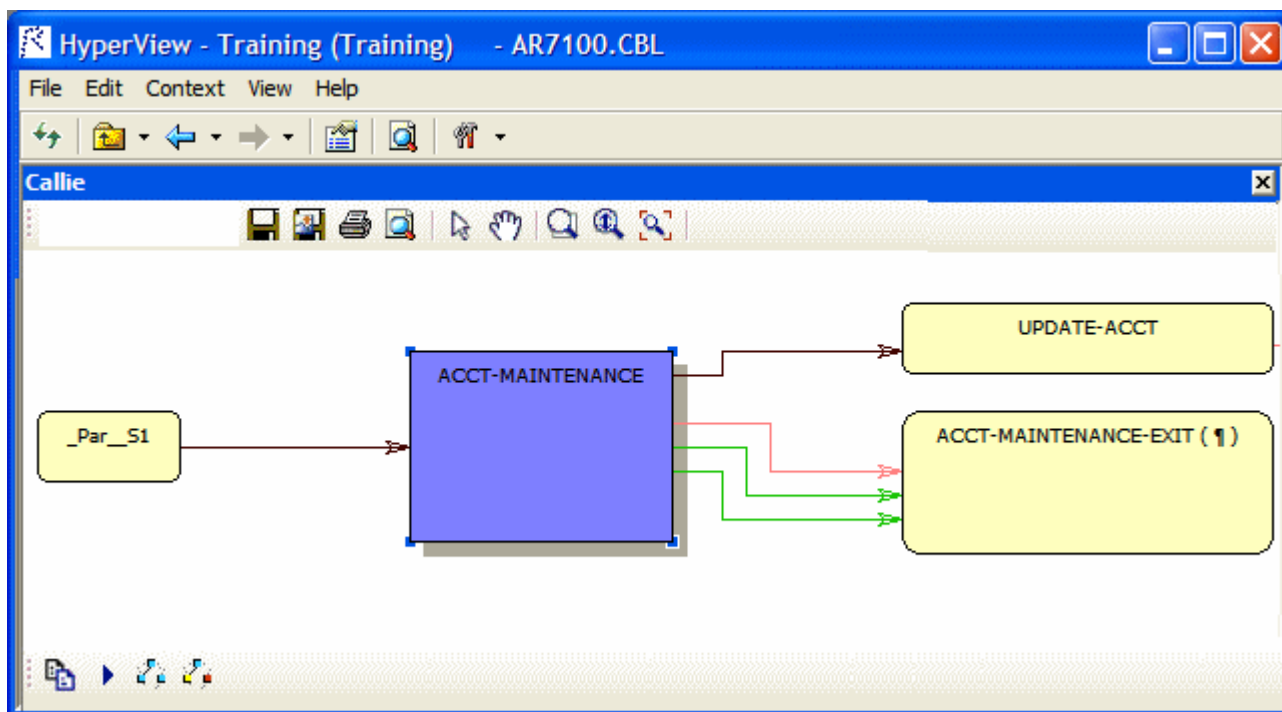 HyperView - Training (Training) - AR7100.CBL
File Edit Context View Help
Callie
UPDATE-ACCT
ACCT-MAINTENANCE
_Par__S1
ACCT-MAINTENANCE-EXIT ( ¶ )